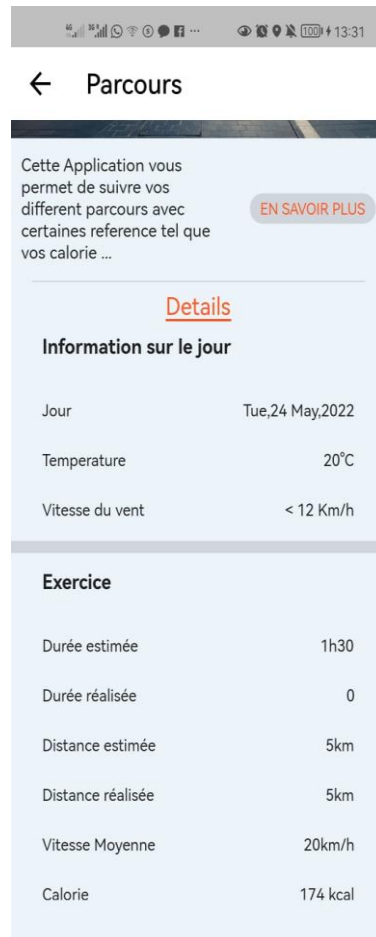 100 13:31
Parcours
Cette Application vous
permet de suivre vos
different parcours avec
certaines reference tel que
vos calorie ...
EN SAVOIR PLUS
Details
Information sur le jour
Jour Tue,24 May,2022
Temperature 20°C
Vitesse du vent < 12 Km/h
Exercice
Durée estimée 1h30
Durée réalisée 0
Distance estimée 5km
Distance réalisée 5km
Vitesse Moyenne 20km/h
Calorie 174 kcal